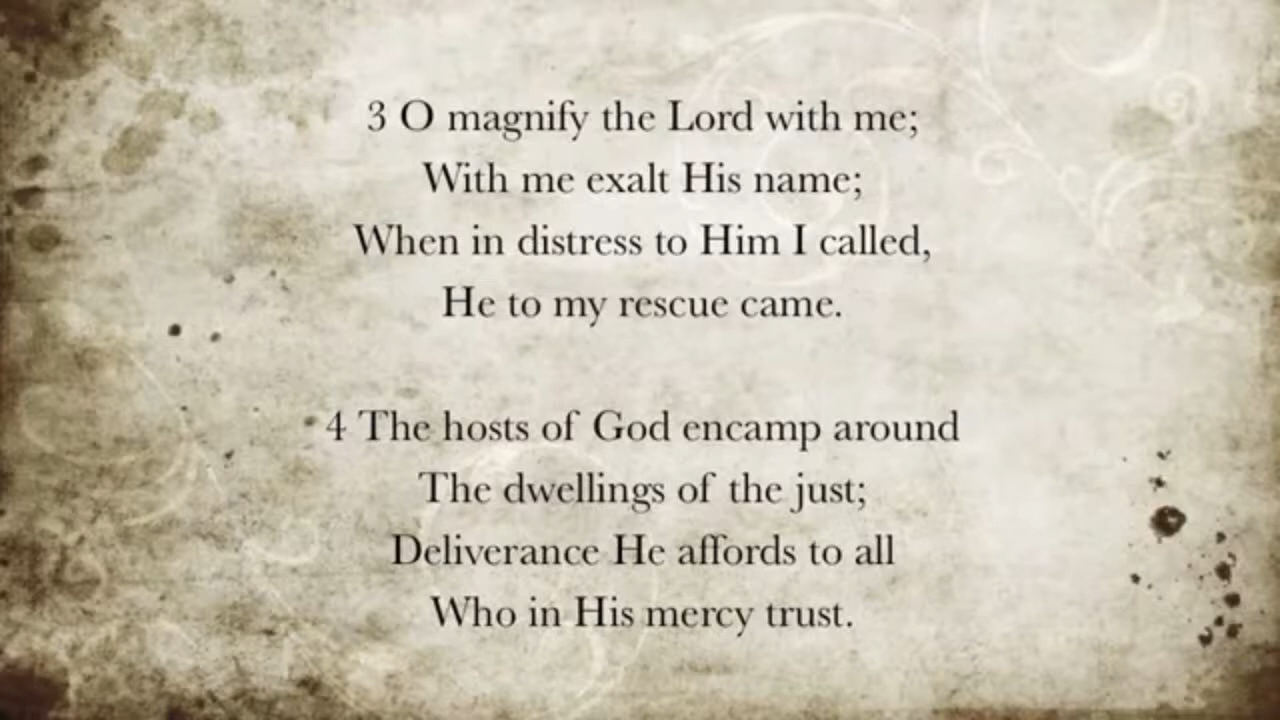 3 O magnify the Lord with me;
With me exalt His name;
When in distress to Him I called,
He to my rescue came.
4 The hosts of God encamp around
The dwellings of the just;
Deliverance He affords to all
Who in His mercy trust.